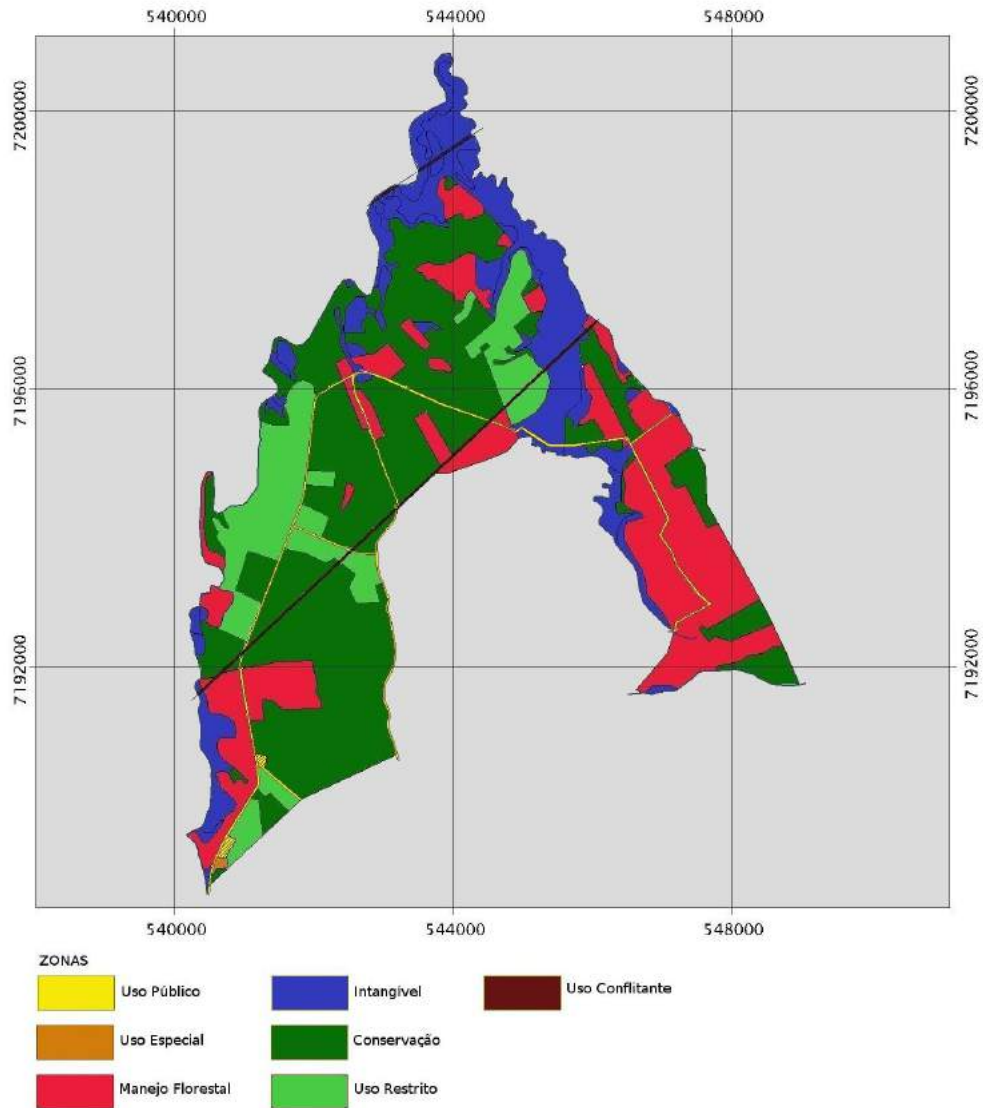 540000 544000 548000
7200000 7200000
7196000 7196000
7192000 7192000
540000 544000 548000
ZONAS
Uso Público Intangível Uso Conflitante
Uso Especial Conservação
Manejo Florestal Uso Restrito